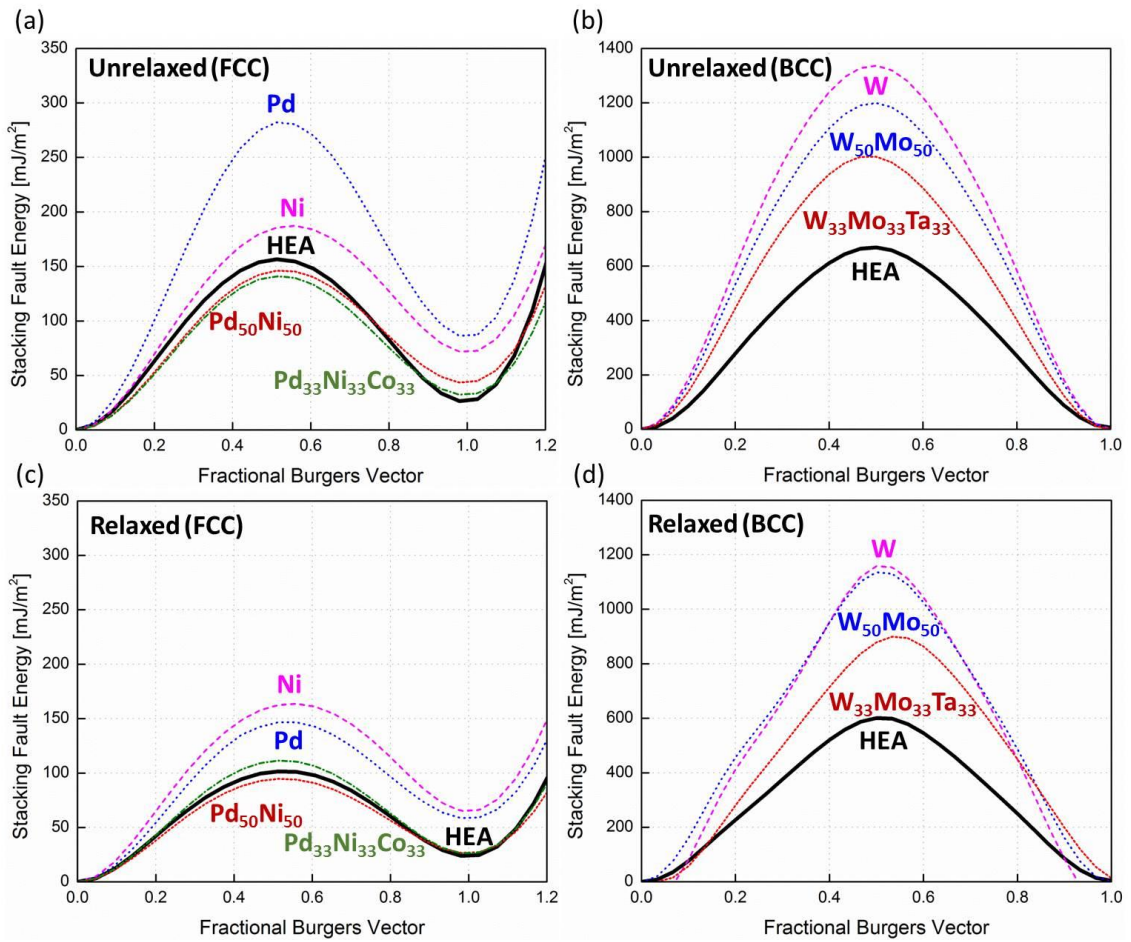 (a)
Unrelaxed (FCC)
Stacking Fault Energy [mJ/m²]
350
300
250
200
150
100
50
0
Pd
Ni
HEA
Pd₅₀Ni₅₀
Pd₃₃Ni₃₃Co₃₃
0.0 0.2 0.4 0.6 0.8 1.0 1.2
Fractional Burgers Vector
(b)
Unrelaxed (BCC)
Stacking Fault Energy [mJ/m²]
1400
1200
1000
800
600
400
200
0
W
W₅₀Mo₅₀
W₃₃Mo₃₃Ta₃₃
HEA
0.0 0.2 0.4 0.6 0.8 1.0
Fractional Burgers Vector
(c)
Relaxed (FCC)
Stacking Fault Energy [mJ/m²]
350
300
250
200
150
100
50
0
Ni
Pd
HEA
Pd₅₀Ni₅₀
Pd₃₃Ni₃₃Co₃₃
0.0 0.2 0.4 0.6 0.8 1.0 1.2
Fractional Burgers Vector
(d)
Relaxed (BCC)
Stacking Fault Energy [mJ/m²]
1400
1200
1000
800
600
400
200
0
W
W₅₀Mo₅₀
W₃₃Mo₃₃Ta₃₃
HEA
0.0 0.2 0.4 0.6 0.8 1.0
Fractional Burgers Vector